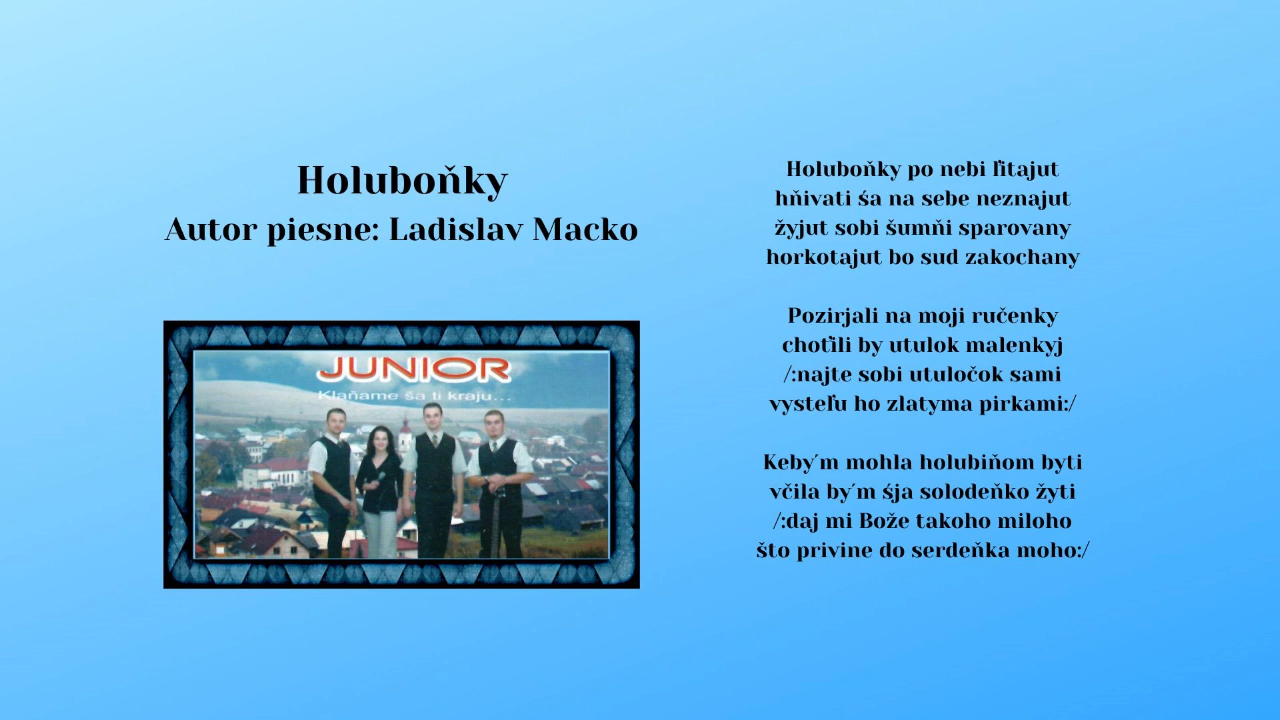 Holuboňky
Autor piesne: Ladislav Macko
JUNIOR
Klaňame ša ti kraju...
Holuboňky po nebi ľitajut
hňivati śa na sebe neznajut
žyjut sobi šumňi sparovany
horkotajut bo sud zakochany
Pozirjali na moji ručenky
choťili by utulok malenkyj
/:najte sobi utuločok sami
vysteľu ho zlatyma pirkami:/
Keby´m mohla holubiňom byti
včila by´m śja solodeňko žyti
/:daj mi Bože takoho miloho
što privine do serdeňka moho:/